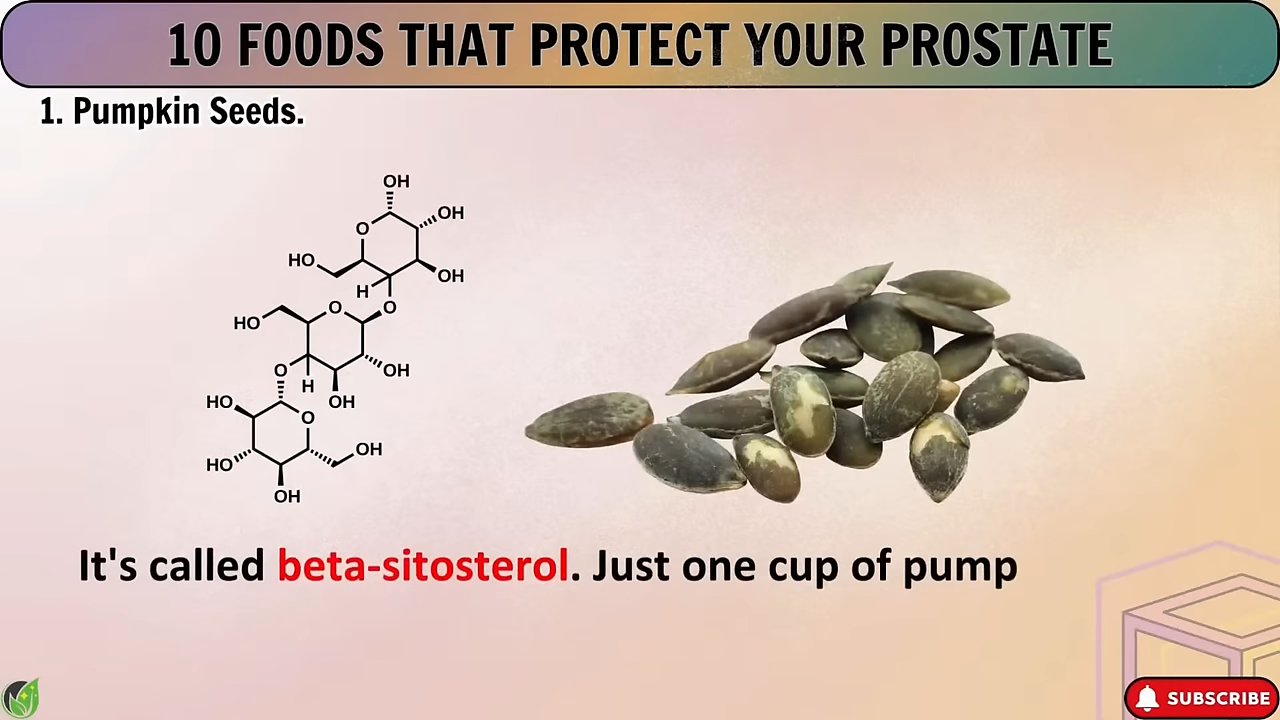 10 FOODS THAT PROTECT YOUR PROSTATE
1. Pumpkin Seeds.
OH
OH
O
HO
OH
H
O
O
HO
O
H
OH
HO
OH
O
OH
HO
OH
It's called beta-sitosterol. Just one cup of pump
SUBSCRIBE